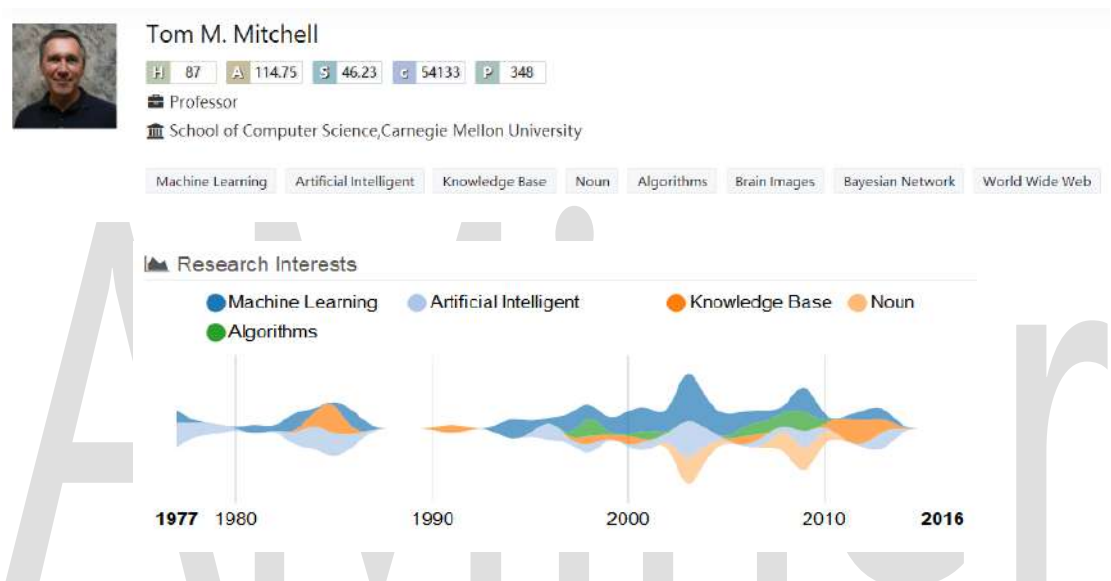 Tom M. Mitchell
H 87 A 114.75 S 46.23 c 54133 P 348
Professor
School of Computer Science,Carnegie Mellon University
Machine Learning Artificial Intelligent Knowledge Base Noun Algorithms Brain Images Bayesian Network World Wide Web
Research Interests
Machine Learning Artificial Intelligent Knowledge Base Noun
Algorithms
1977 1980 1990 2000 2010 2016